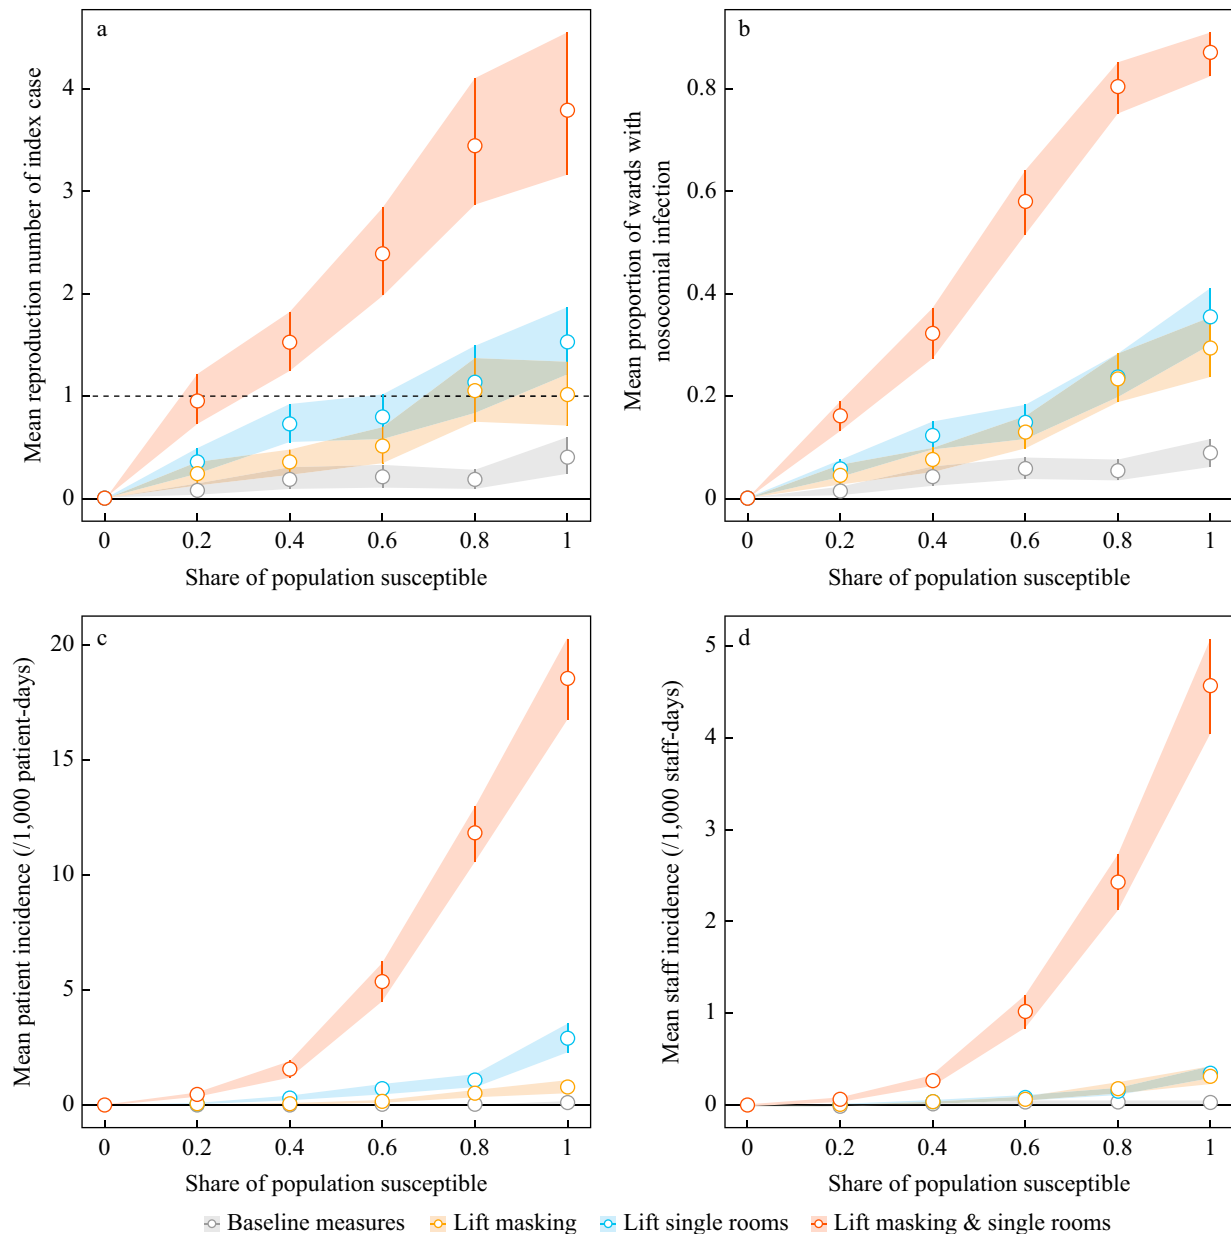 a
Mean reproduction number of index case
4
3
2
1
0
0 0.2 0.4 0.6 0.8 1
Share of population susceptible
b
Mean proportion of wards with
nosocomial infection
0.8
0.6
0.4
0.2
0
0 0.2 0.4 0.6 0.8 1
Share of population susceptible
c
Mean patient incidence (/1,000 patient-days)
20
15
10
5
0
0 0.2 0.4 0.6 0.8 1
Share of population susceptible
d
Mean staff incidence (/1,000 staff-days)
5
4
3
2
1
0
0 0.2 0.4 0.6 0.8 1
Share of population susceptible
Baseline measures Lift masking Lift single rooms Lift masking & single rooms